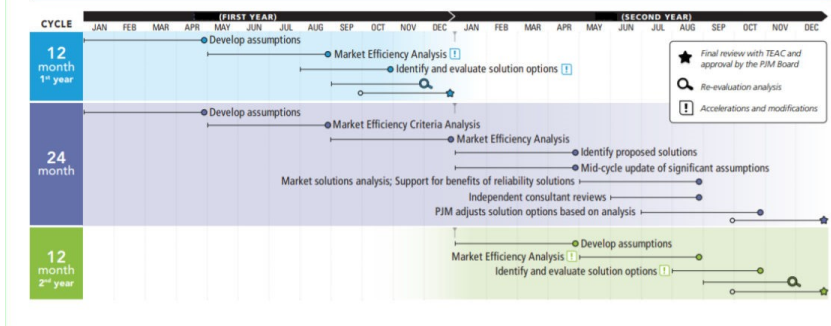 (FIRST YEAR) (SECOND YEAR)
CYCLE JAN FEB MAR APR MAY JUN JUL AUG SEP OCT NOV DEC JAN FEB MAR APR MAY JUN JUL AUG SEP OCT NOV DEC
12
month
1st year
Develop assumptions
Market Efficiency Analysis !
Identify and evaluate solution options !
Final review with TEAC and
approval by the PJM Board
Re-evaluation analysis
! Accelerations and modifications
24
month
Develop assumptions
Market Efficiency Criteria Analysis
Market Efficiency Analysis
Identify proposed solutions
Mid-cycle update of significant assumptions
Market solutions analysis; Support for benefits of reliability solutions
Independent consultant reviews
PJM adjusts solution options based on analysis
12
month
2nd year
Develop assumptions
Market Efficiency Analysis !
Identify and evaluate solution options !